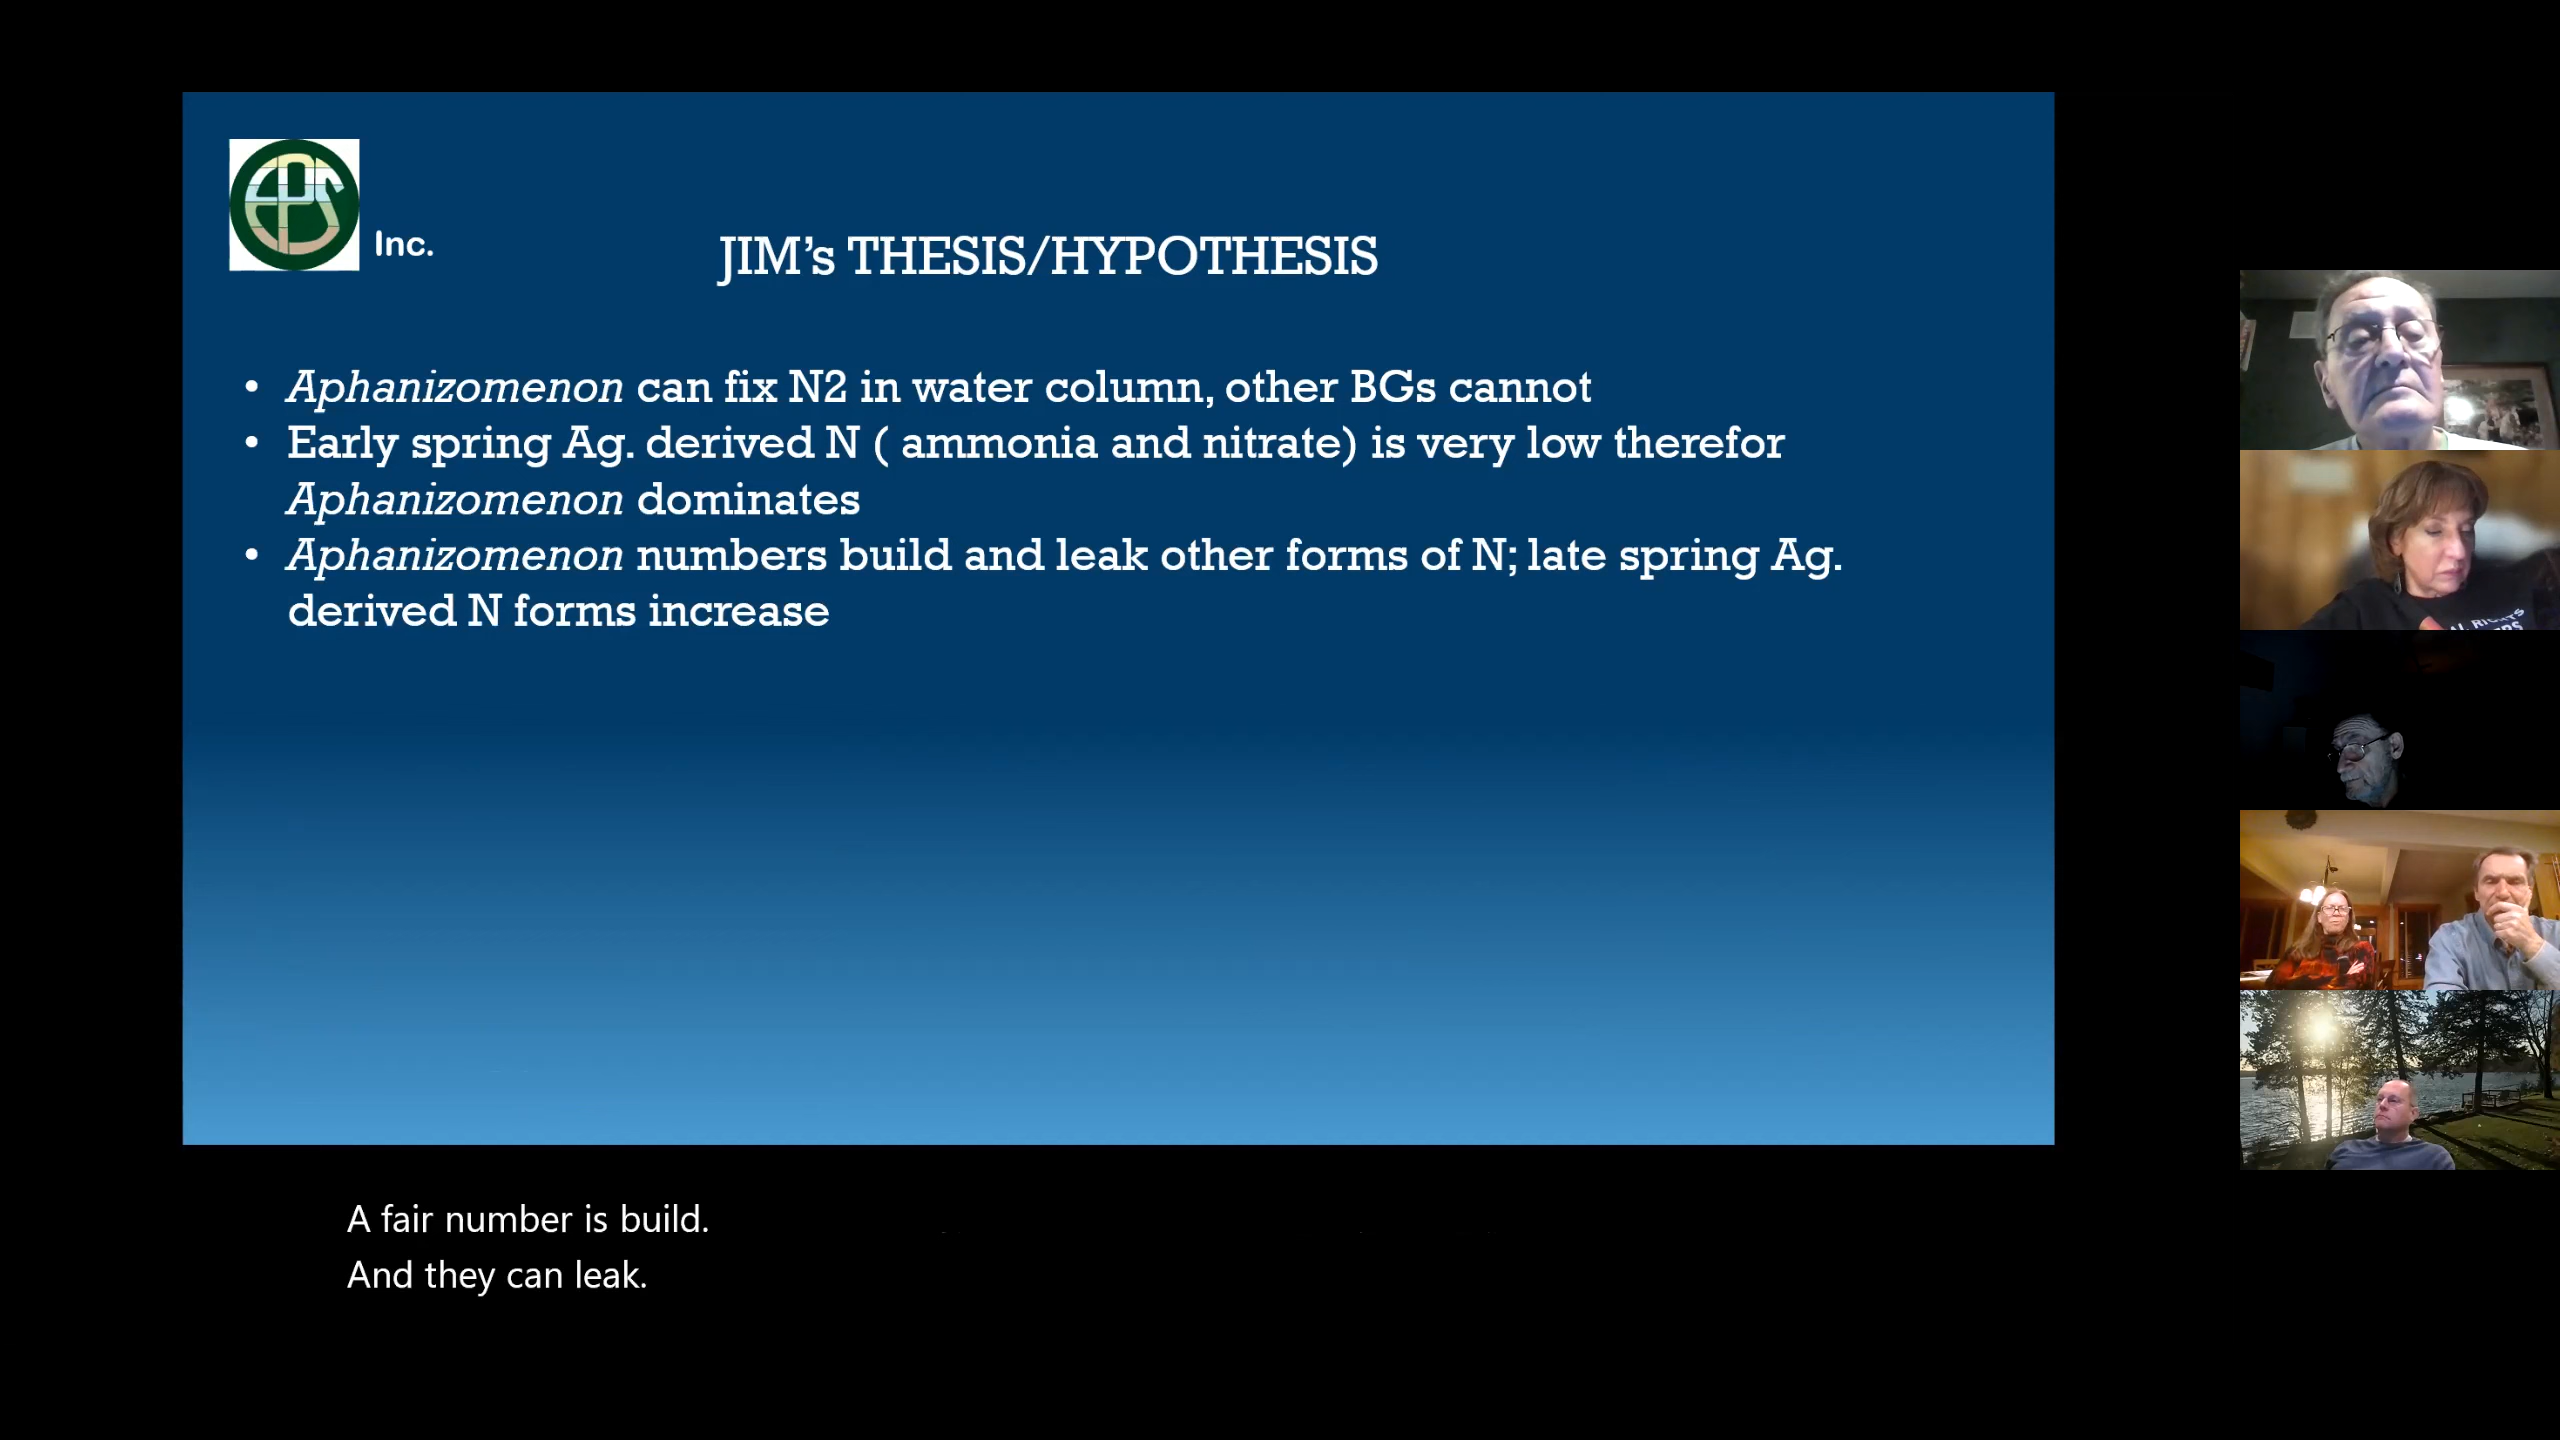 EPS
Inc.
JIM’s THESIS/HYPOTHESIS
• Aphanizomenon can fix N2 in water column, other BGs cannot
• Early spring Ag. derived N ( ammonia and nitrate) is very low therefor
Aphanizomenon dominates
• Aphanizomenon numbers build and leak other forms of N; late spring Ag.
derived N forms increase
A fair number is build.
And they can leak.